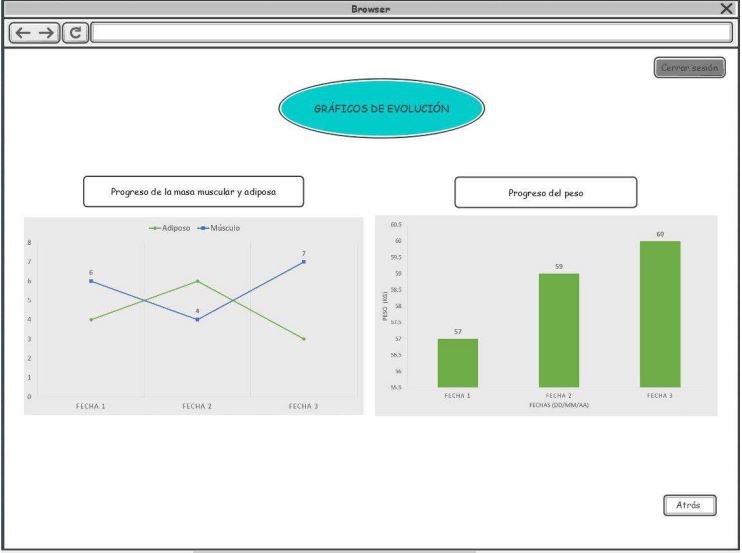 Browser
Cerrar sesión
GRÁFICOS DE EVOLUCIÓN
Progreso de la masa muscular y adiposa
Adiposo
Músculo
8
7
6
5
4
3
2
1
0
6
4
7
FECHA 1
FECHA 2
FECHA 3
Progreso del peso
PESO (KG)
60.5
60
59.5
59
58.5
58
57.5
57
56.5
56
55.5
57
59
60
FECHA 1
FECHA 2
FECHA 3
FECHAS (DD/MM/AA)
Atrás